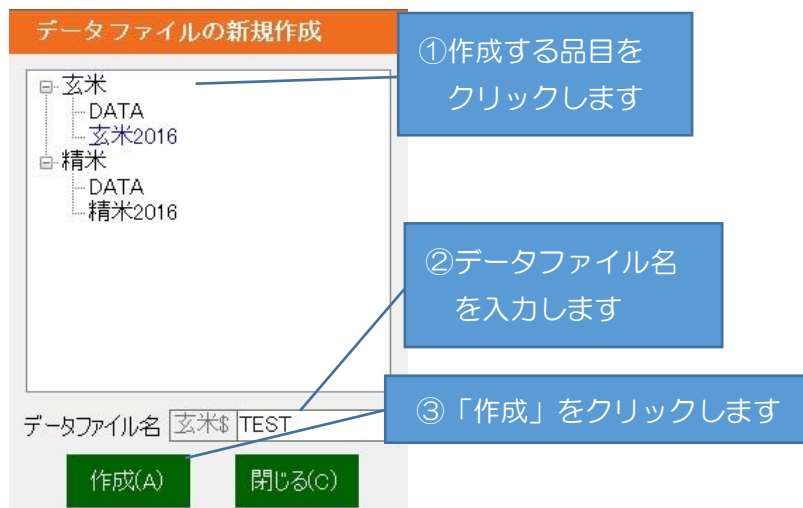 データファイルの新規作成
①作成する品目を
クリックします
玄米
DATA
玄米2016
精米
DATA
精米2016
②データファイル名
を入力します
データファイル名 玄米$ TEST
③「作成」をクリックします
作成(A) 閉じる(C)